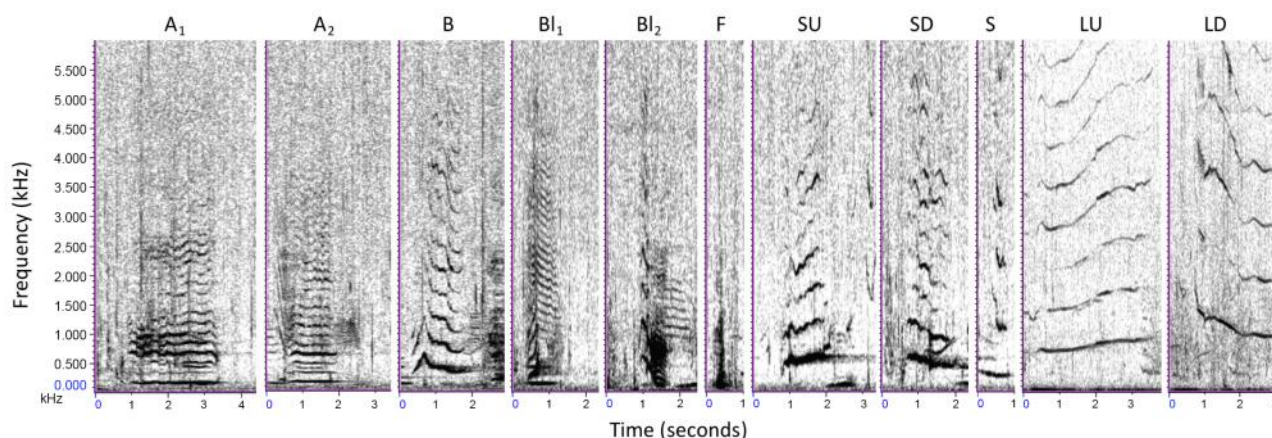 A₁ A₂ B Bl₁ Bl₂ F SU SD S LU LD
Frequency (kHz)
5.500
5.000
4.000
3.500
3.000
2.500
2.000
1.500
1.000
0.500
0.000
kHz
0 1 2 3 4 0 1 2 3 0 1 2 0 1 2 0 1 2 0 1 0 1 2 3 0 1 2 0 1 0 1 2 3 0 1 2
Time (seconds)